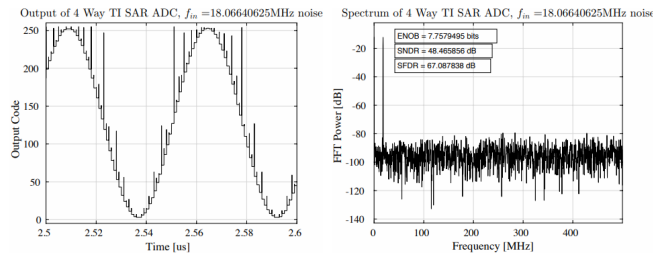 Output of 4 Way TI SAR ADC, f_in =18.06640625MHz noise
250
200
150
100
50
0
Output Code
2.5
2.52
2.54
2.56
2.58
2.6
Time [us]
Spectrum of 4 Way TI SAR ADC, f_in =18.06640625MHz noise
ENOB = 7.7579495 bits
SNDR = 48.465856 dB
SFDR = 67.087838 dB
-20
-40
-60
-80
-100
-120
-140
FFT Power [dB]
0
100
200
300
400
Frequency [MHz]